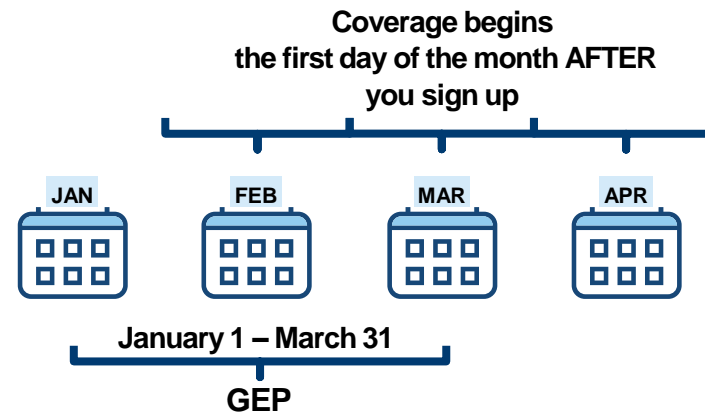 Coverage begins
the first day of the month AFTER
you sign up
JAN
FEB
MAR
APR
January 1 – March 31
GEP